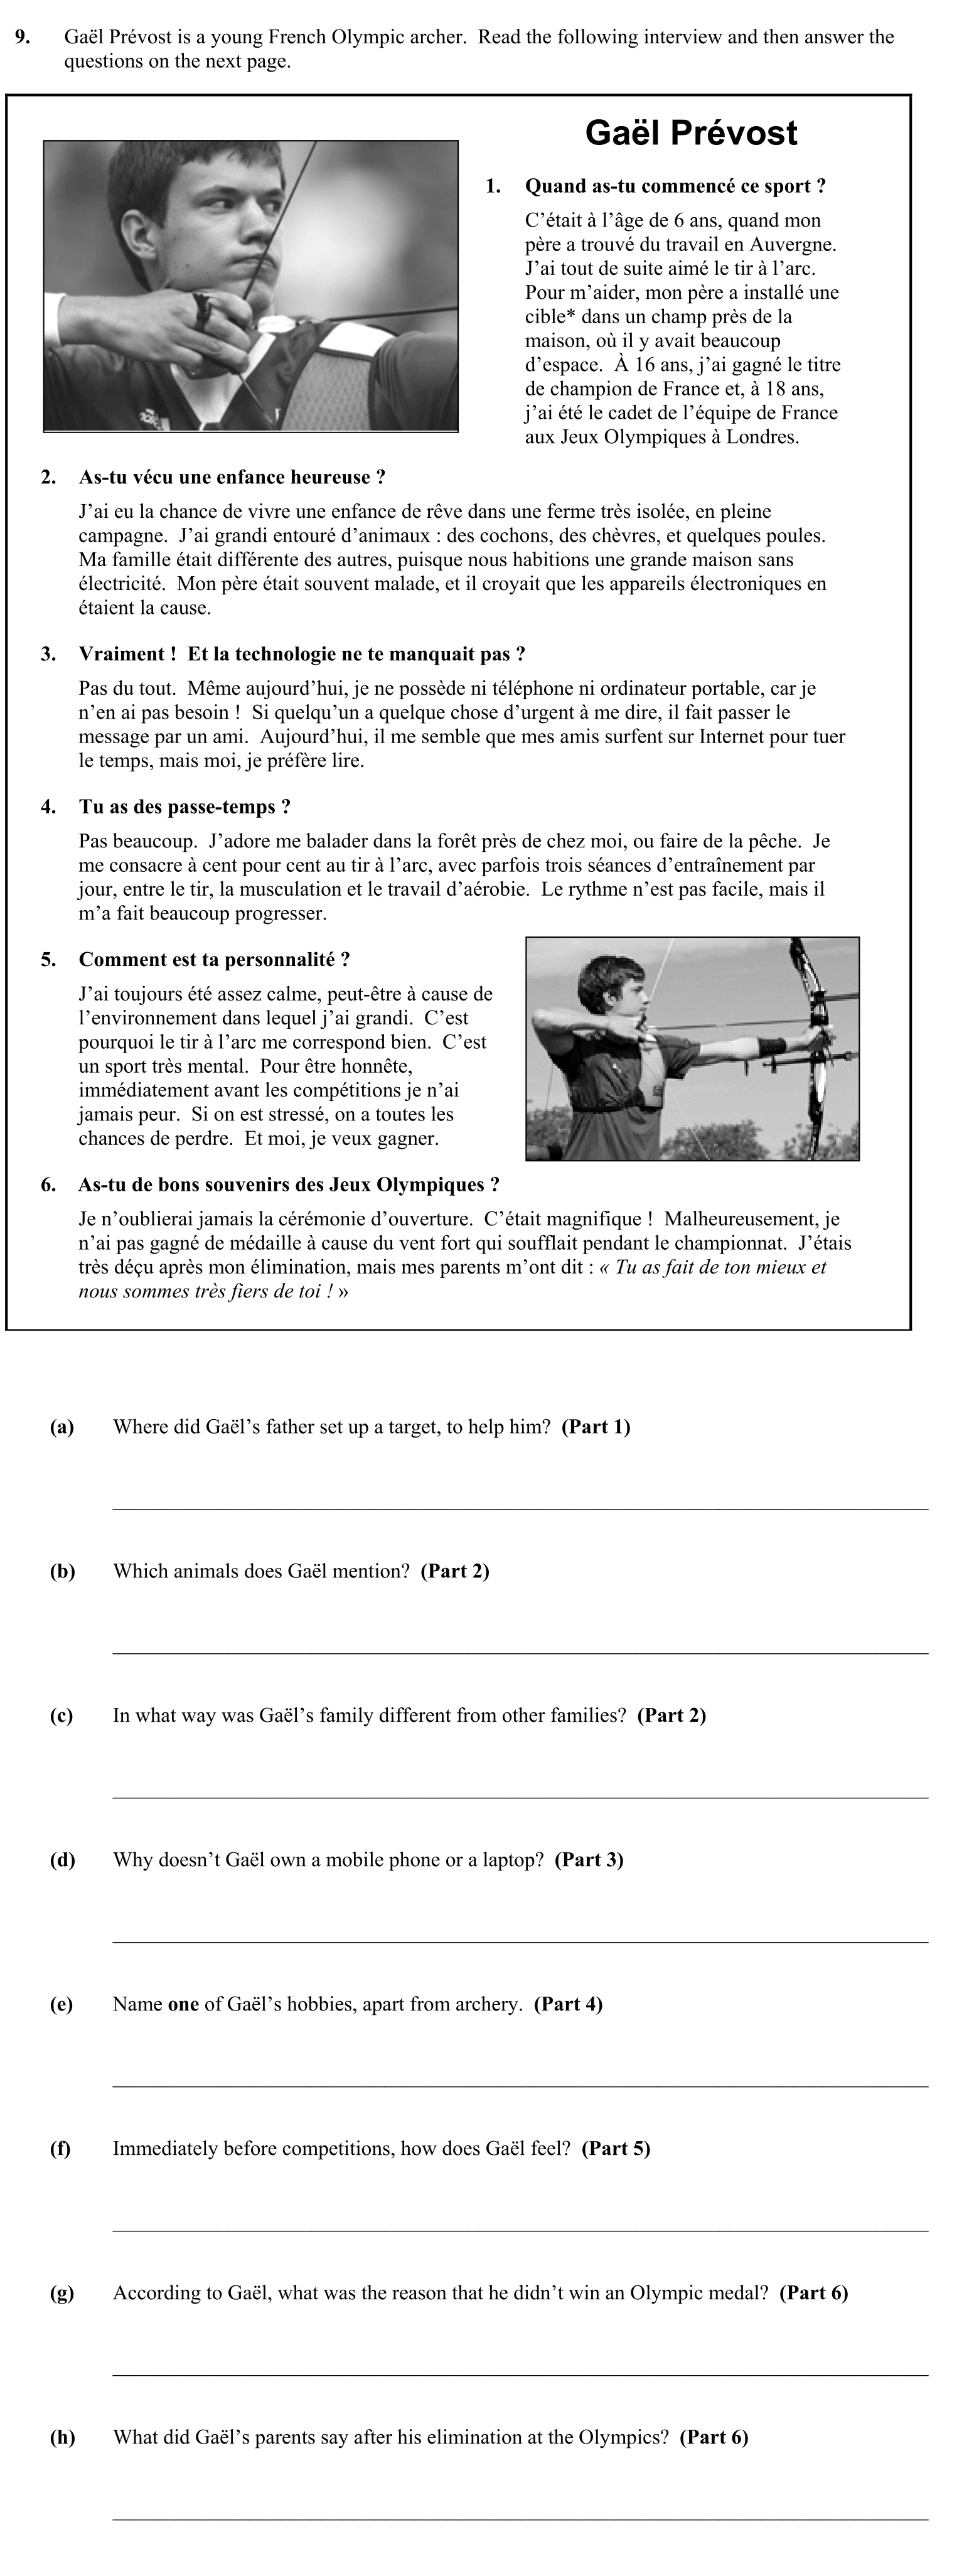 9. Gaël Prévost is a young French Olympic archer. Read the following interview and then answer the
questions on the next page.
Gaël Prévost
1. Quand as-tu commencé ce sport ?
C’était à l’âge de 6 ans, quand mon
père a trouvé du travail en Auvergne.
J’ai tout de suite aimé le tir à l’arc.
Pour m’aider, mon père a installé une
cible* dans un champ près de la
maison, où il y avait beaucoup
d’espace. À 16 ans, j’ai gagné le titre
de champion de France et, à 18 ans,
j’ai été le cadet de l’équipe de France
aux Jeux Olympiques à Londres.
2. As-tu vécu une enfance heureuse ?
J’ai eu la chance de vivre une enfance de rêve dans une ferme très isolée, en pleine
campagne. J’ai grandi entouré d’animaux : des cochons, des chèvres, et quelques poules.
Ma famille était différente des autres, puisque nous habitions une grande maison sans
électricité. Mon père était souvent malade, et il croyait que les appareils électroniques en
étaient la cause.
3. Vraiment ! Et la technologie ne te manquait pas ?
Pas du tout. Même aujourd’hui, je ne possède ni téléphone ni ordinateur portable, car je
n’en ai pas besoin ! Si quelqu’un a quelque chose d’urgent à me dire, il fait passer le
message par un ami. Aujourd’hui, il me semble que mes amis surfent sur Internet pour tuer
le temps, mais moi, je préfère lire.
4. Tu as des passe-temps ?
Pas beaucoup. J’adore me balader dans la forêt près de chez moi, ou faire de la pêche. Je
me consacre à cent pour cent au tir à l’arc, avec parfois trois séances d’entraînement par
jour, entre le tir, la musculation et le travail d’aérobie. Le rythme n’est pas facile, mais il
m’a fait beaucoup progresser.
5. Comment est ta personnalité ?
J’ai toujours été assez calme, peut-être à cause de
l’environnement dans lequel j’ai grandi. C’est
pourquoi le tir à l’arc me correspond bien. C’est
un sport très mental. Pour être honnête,
immédiatement avant les compétitions je n’ai
jamais peur. Si on est stressé, on a toutes les
chances de perdre. Et moi, je veux gagner.
6. As-tu de bons souvenirs des Jeux Olympiques ?
Je n’oublierai jamais la cérémonie d’ouverture. C’était magnifique ! Malheureusement, je
n’ai pas gagné de médaille à cause du vent fort qui soufflait pendant le championnat. J’étais
très déçu après mon élimination, mais mes parents m’ont dit : « Tu as fait de ton mieux et
nous sommes très fiers de toi ! »
(a) Where did Gaël’s father set up a target, to help him? (Part 1)
(b) Which animals does Gaël mention? (Part 2)
(c) In what way was Gaël’s family different from other families? (Part 2)
(d) Why doesn’t Gaël own a mobile phone or a laptop? (Part 3)
(e) Name one of Gaël’s hobbies, apart from archery. (Part 4)
(f) Immediately before competitions, how does Gaël feel? (Part 5)
(g) According to Gaël, what was the reason that he didn’t win an Olympic medal? (Part 6)
(h) What did Gaël’s parents say after his elimination at the Olympics? (Part 6)